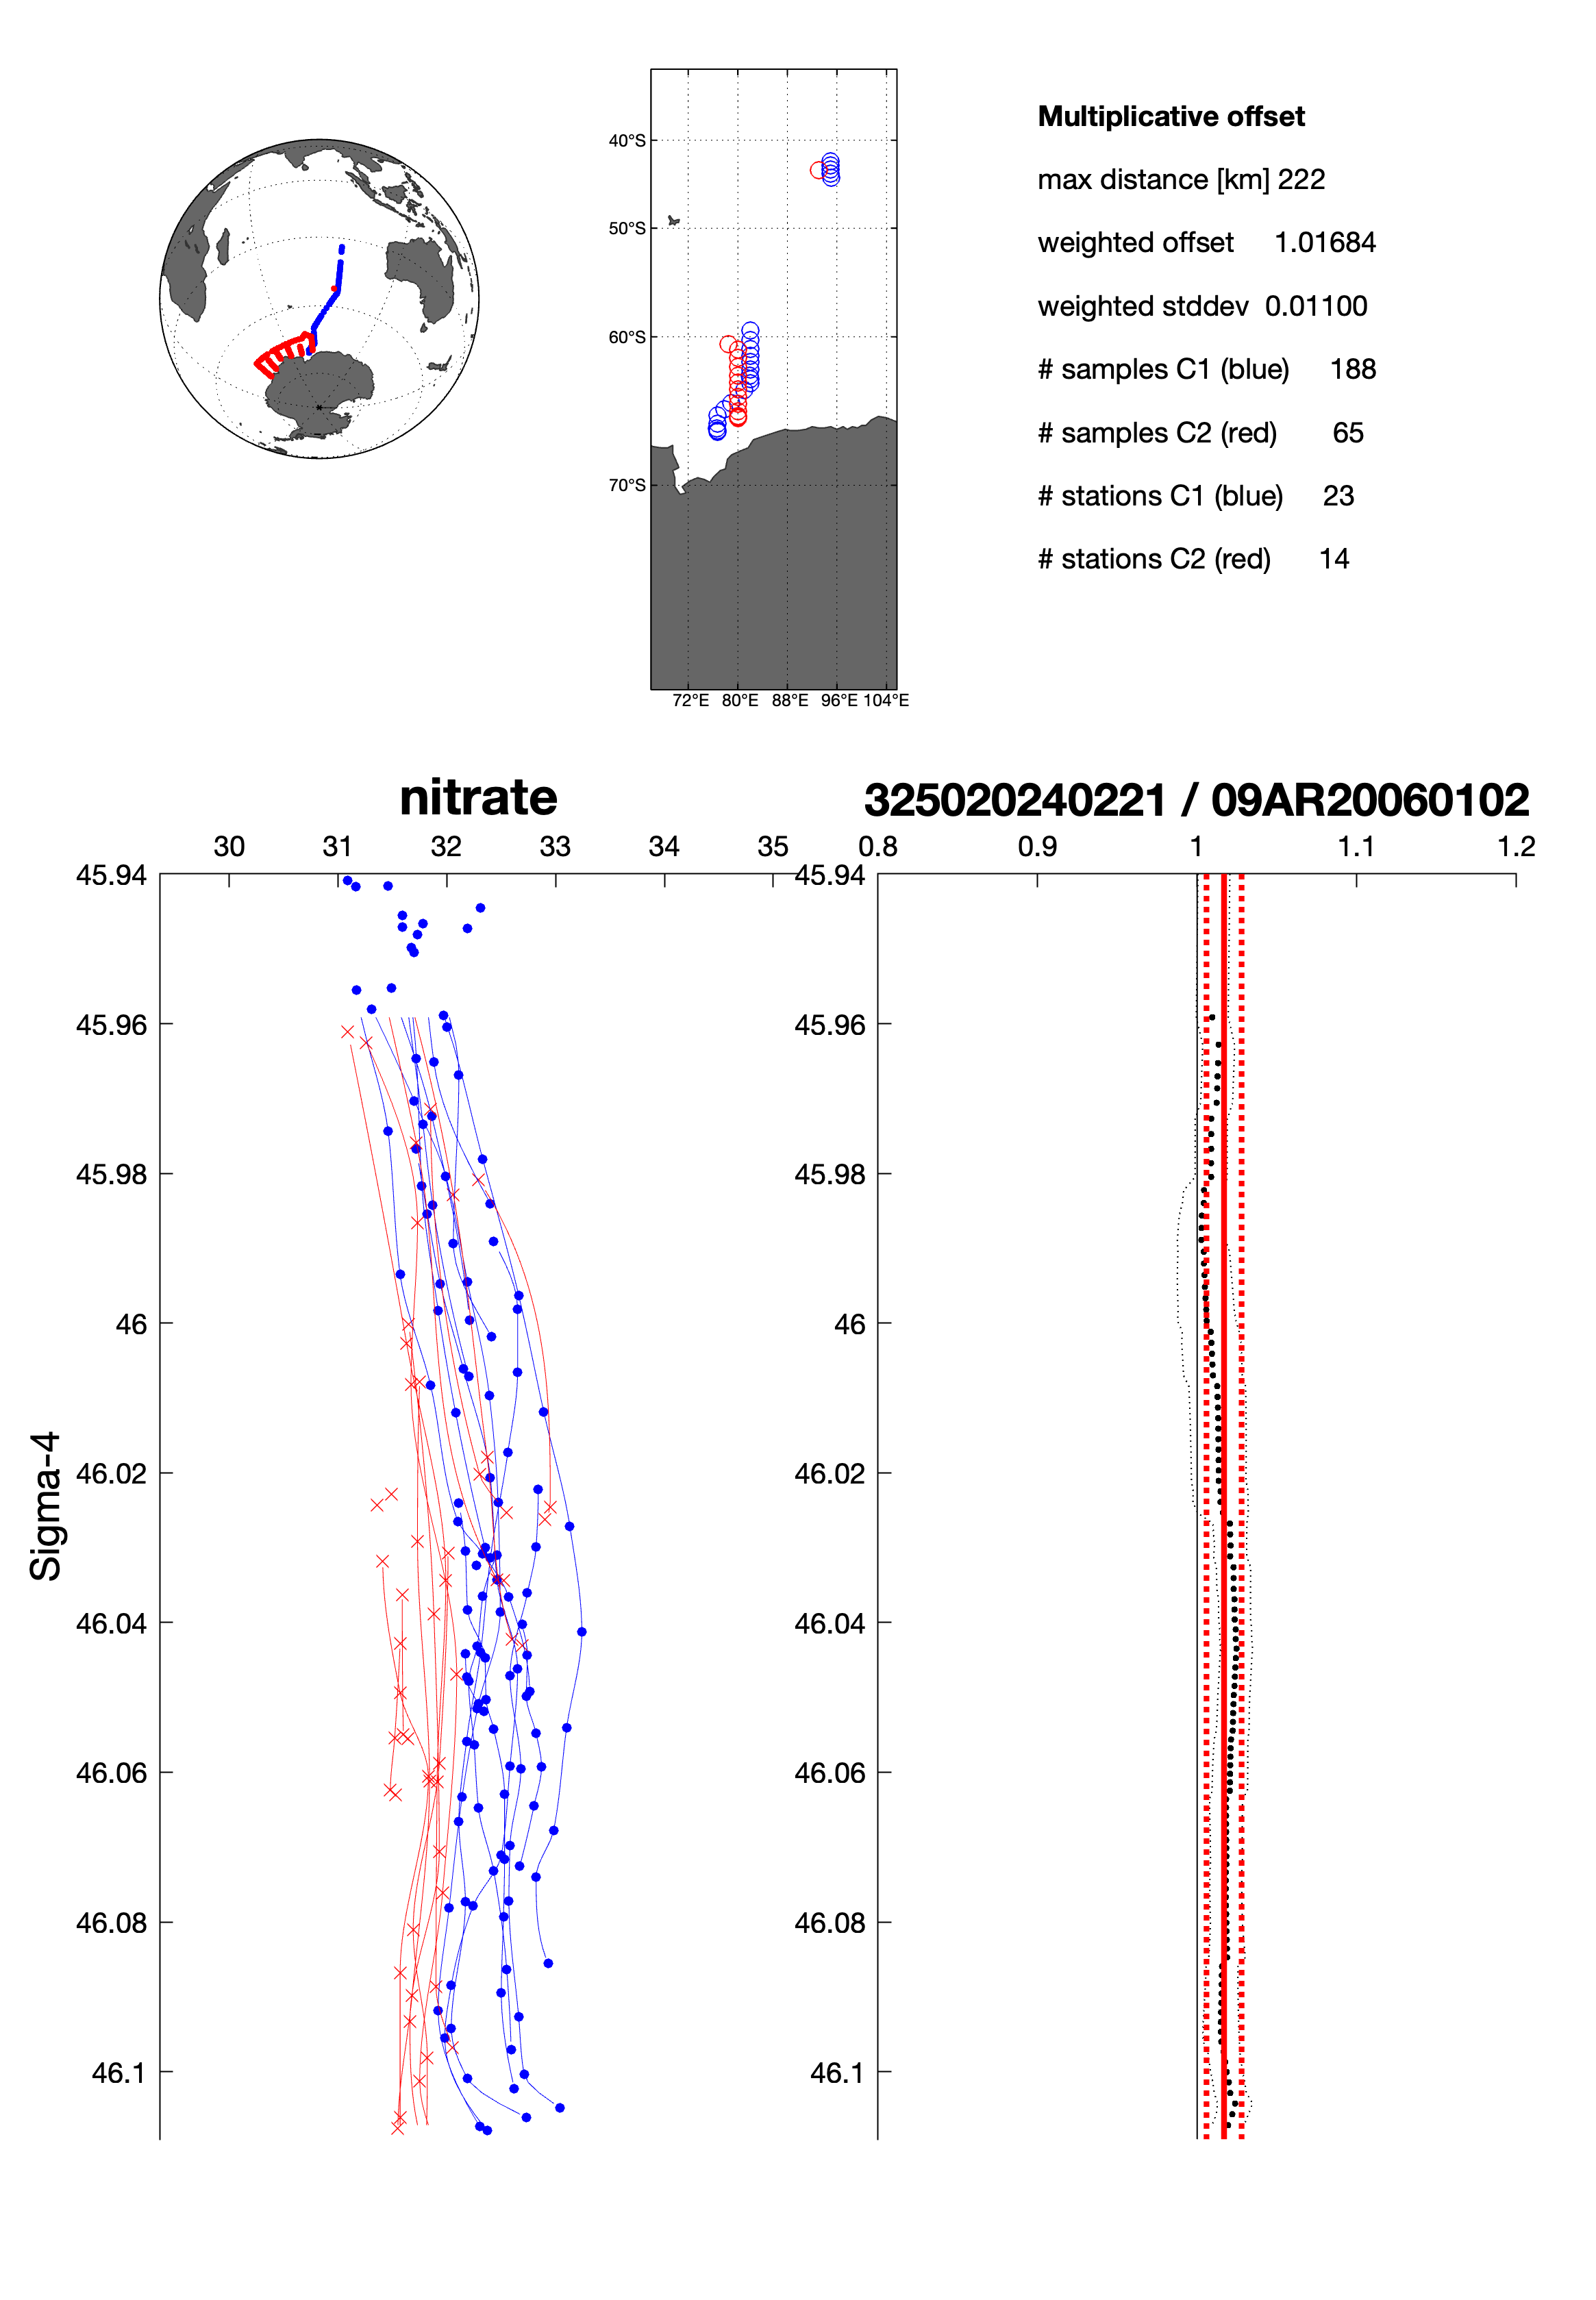 40°S
50°S
60°S
70°S
72°E 80°E 88°E 96°E 104°E
Multiplicative offset
max distance [km] 222
weighted offset 1.01684
weighted stddev 0.01100
# samples C1 (blue) 188
# samples C2 (red) 65
# stations C1 (blue) 23
# stations C2 (red) 14
nitrate
30 31 32 33 34 35
45.94
45.96
45.98
46
46.02
46.04
46.06
46.08
46.1
Sigma-4
325020240221 / 09AR20060102
0.8 0.9 1 1.1 1.2
45.94
45.96
45.98
46
46.02
46.04
46.06
46.08
46.1